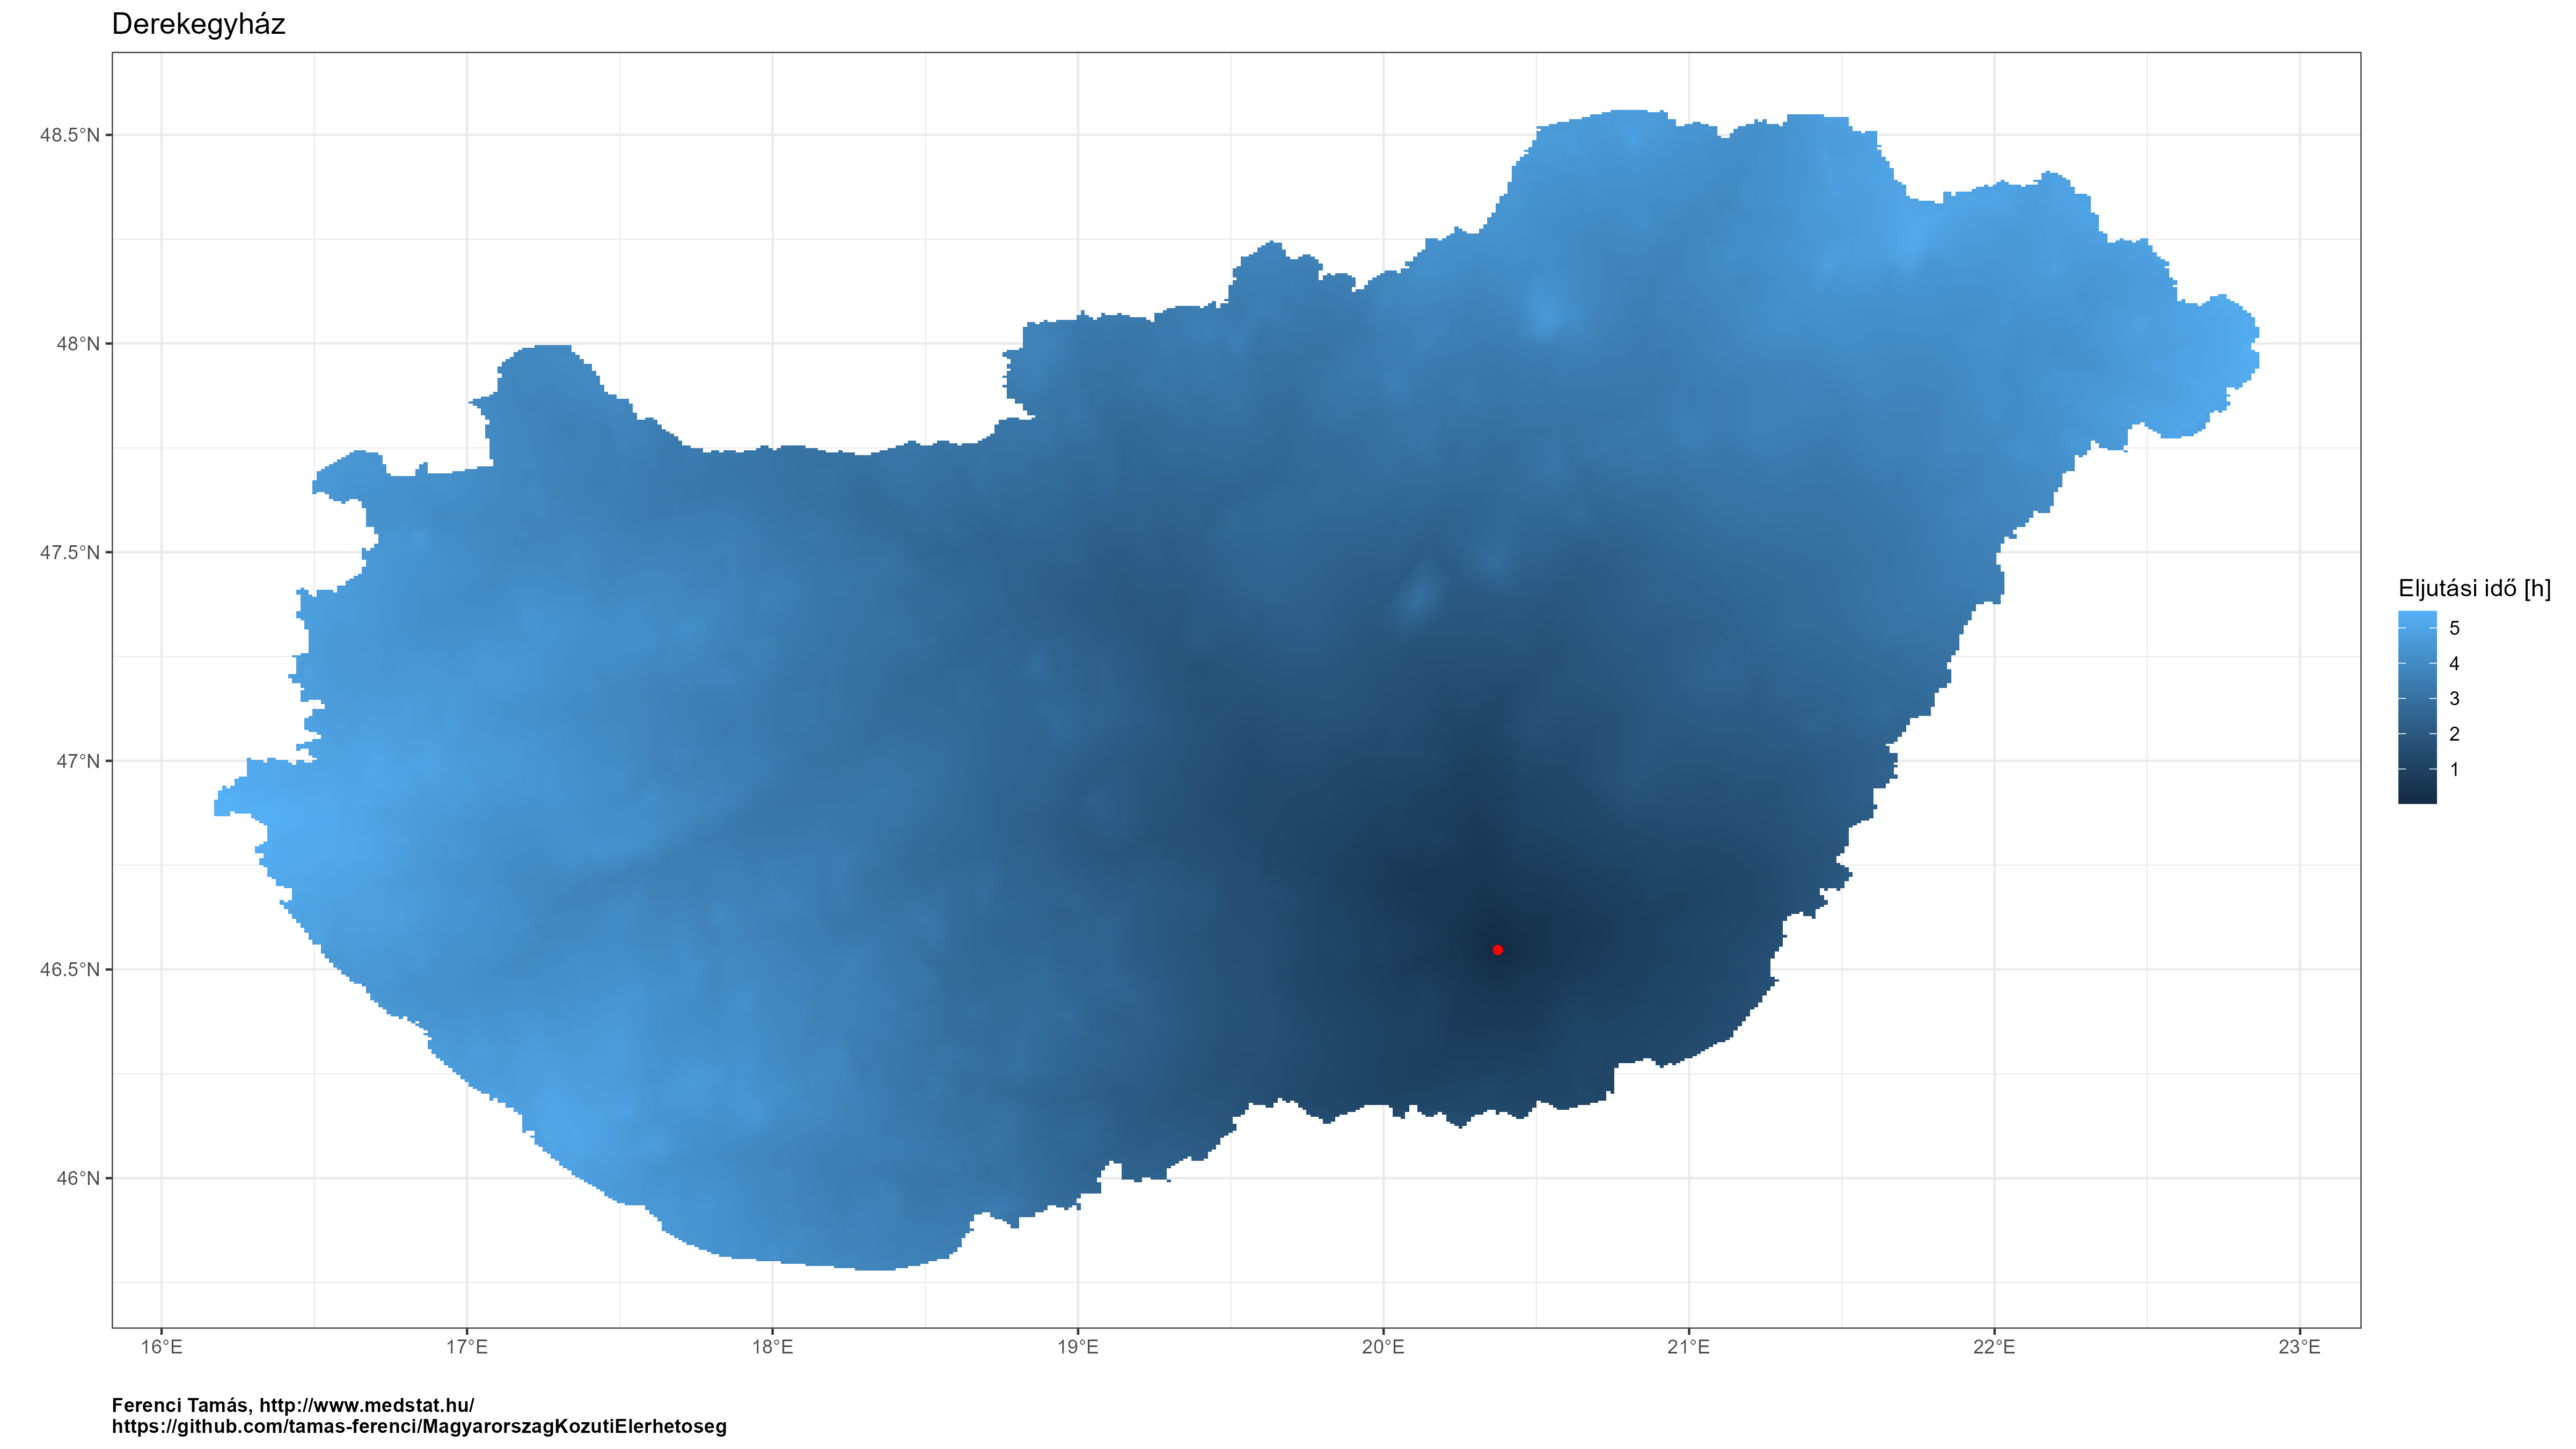 Derekegyház
48.5°N
48°N
47.5°N
47°N
46.5°N
46°N
16°E 17°E 18°E 19°E 20°E 21°E 22°E 23°E
Eljutási idő [h]
5
4
3
2
1
Ferenci Tamás, http://www.medstat.hu/
https://github.com/tamas-ferenci/MagyarorszagKozutiElerhetoseg